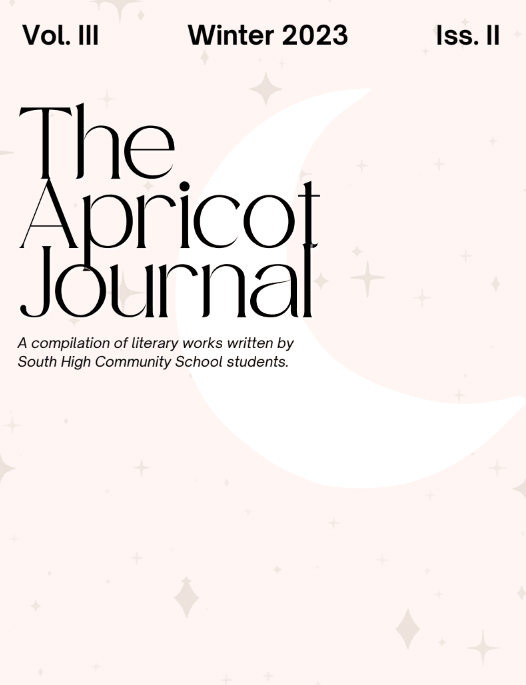 Vol. III Winter 2023 Iss. II
The
Apricot
Journal
A compilation of literary works written by
South High Community School students.